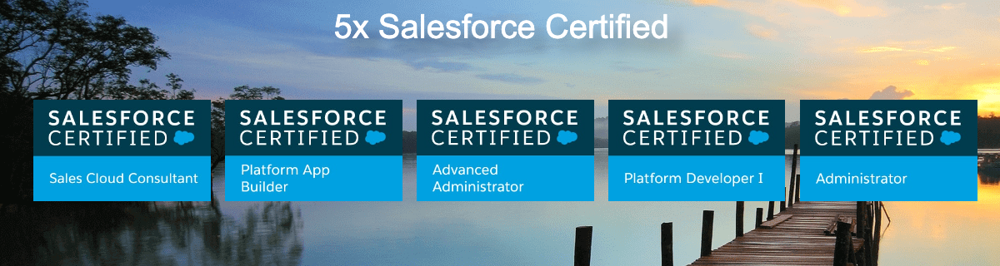 5x Salesforce Certified
SALESFORCE
CERTIFIED
Sales Cloud Consultant
SALESFORCE
CERTIFIED
Platform App
Builder
SALESFORCE
CERTIFIED
Advanced
Administrator
SALESFORCE
CERTIFIED
Platform Developer I
SALESFORCE
CERTIFIED
Administrator